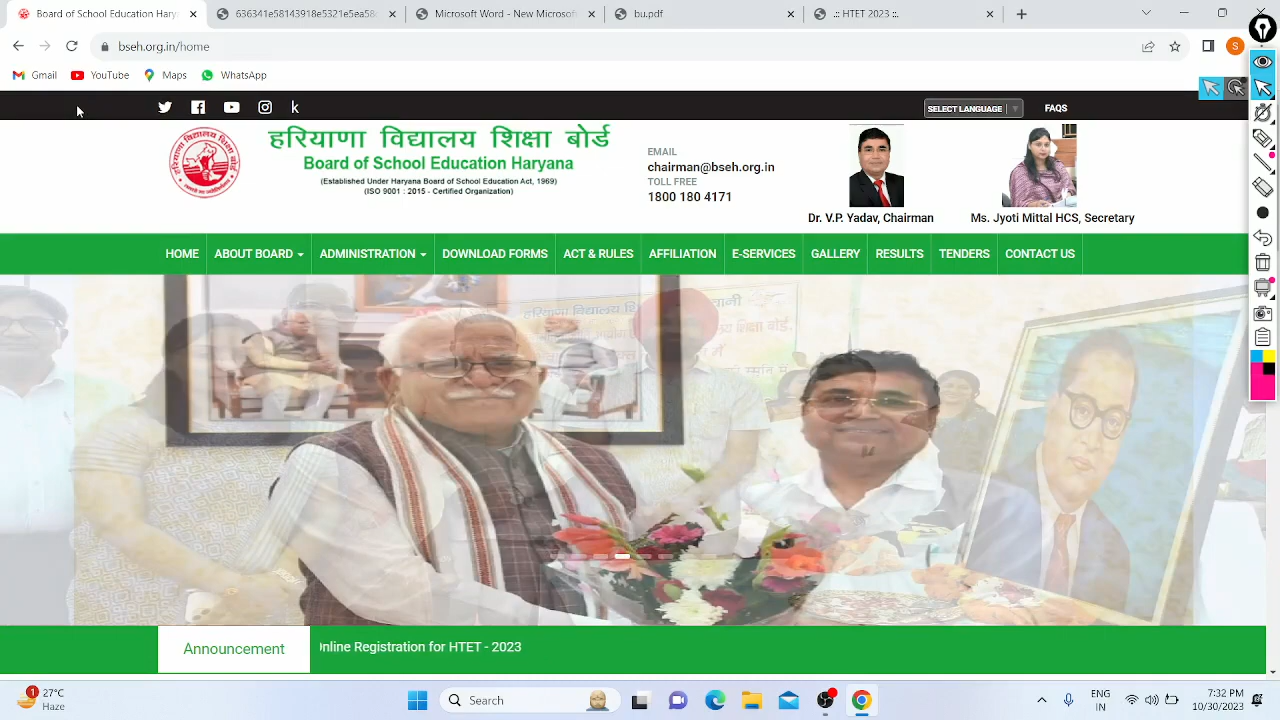 Board of School Education Hary
636341e58143918e51ea58
Microsoft Word - New Microsof
bu.pdf
.:: HTET 2023 ::.
bseh.org.in/home
S
Gmail
YouTube
Maps
WhatsApp
SELECT LANGUAGE
FAQS
हरियाणा विद्यालय शिक्षा बोर्ड
Board of School Education Haryana
(Established Under Haryana Board of School Education Act, 1969)
(ISO 9001 : 2015 - Certified Organization)
EMAIL
chairman@bseh.org.in
TOLL FREE
1800 180 4171
Dr. V.P. Yadav, Chairman
Ms. Jyoti Mittal HCS, Secretary
HOME
ABOUT BOARD
ADMINISTRATION
DOWNLOAD FORMS
ACT & RULES
AFFILIATION
E-SERVICES
GALLERY
RESULTS
TENDERS
CONTACT US
Announcement
Online Registration for HTET - 2023
1
27°C
Haze
Search
ENG
IN
7:32 PM
10/30/2023